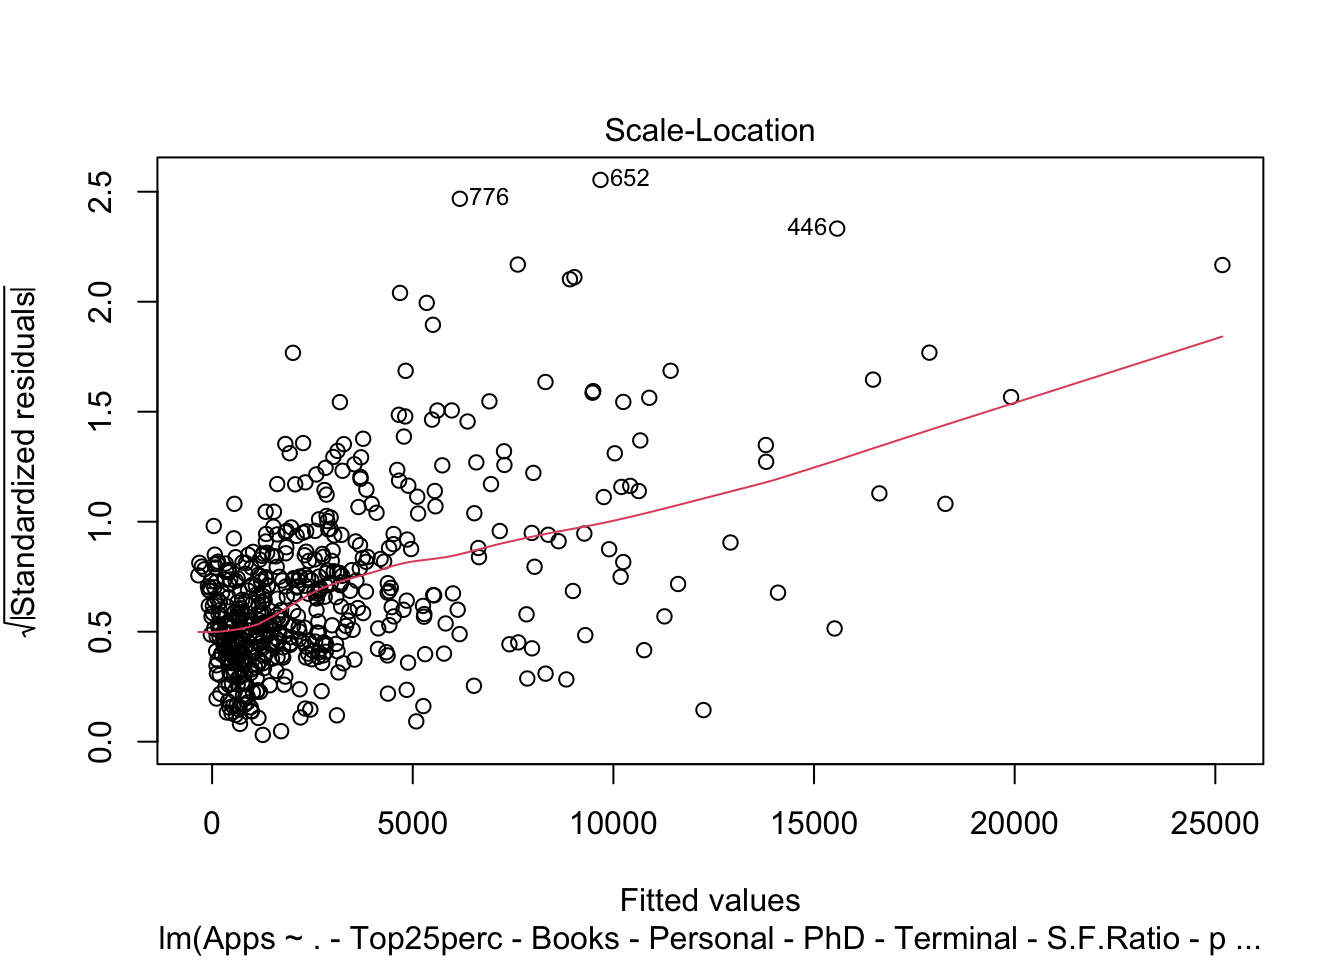 Scale-Location
√|Standardized residuals|
2.5
2.0
1.5
1.0
0.5
0.0
652
776
446
0 5000 10000 15000 20000 25000
Fitted values
lm(Apps ~ . - Top25perc - Books - Personal - PhD - Terminal - S.F.Ratio - p ...